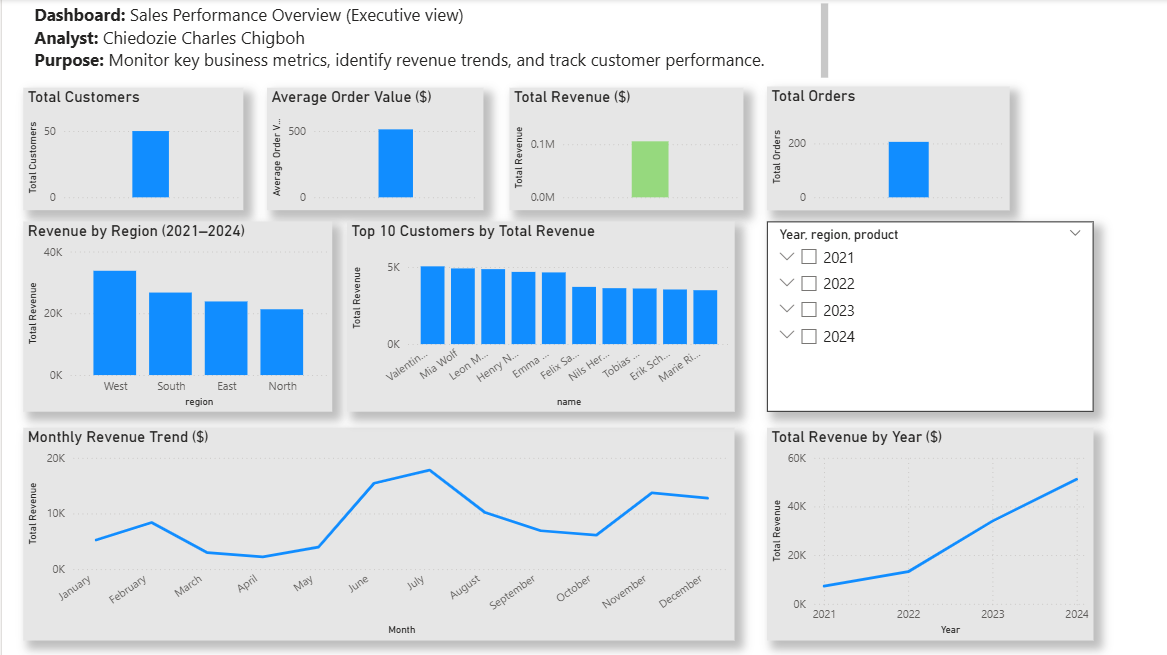 Dashboard: Sales Performance Overview (Executive view)
Analyst: Chiedozie Charles Chigboh
Purpose: Monitor key business metrics, identify revenue trends, and track customer performance.
Total Customers
Total Customers
50
0
Average Order Value ($)
Average Order V...
500
0
Total Revenue ($)
Total Revenue
0.1M
0.0M
Total Orders
Total Orders
200
0
Revenue by Region (2021–2024)
Total Revenue
40K
20K
0K
West South East North
region
Top 10 Customers by Total Revenue
Total Revenue
5K
0K
Valentin... Mia Wolf Leon M... Henry N... Emma ... Felix Sa... Nils Her... Tobias ... Erik Sch... Marie Ri...
name
Year, region, product
2021
2022
2023
2024
Monthly Revenue Trend ($)
Total Revenue
20K
10K
0K
January February March April May June July August September October November December
Month
Total Revenue by Year ($)
Total Revenue
60K
40K
20K
0K
2021 2022 2023 2024
Year